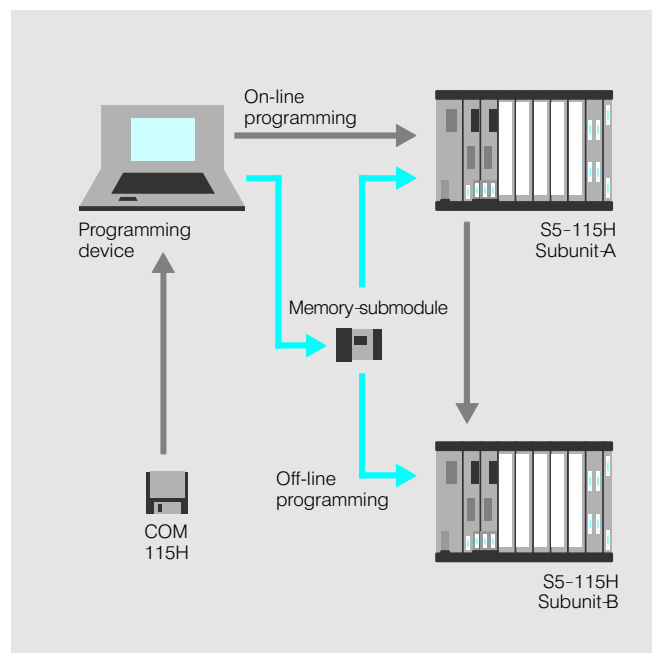 On-line
programming
Programming
device
S5-115H
Subunit-A
Memory-submodule
Off-line
programming
COM
115H
S5-115H
Subunit-B